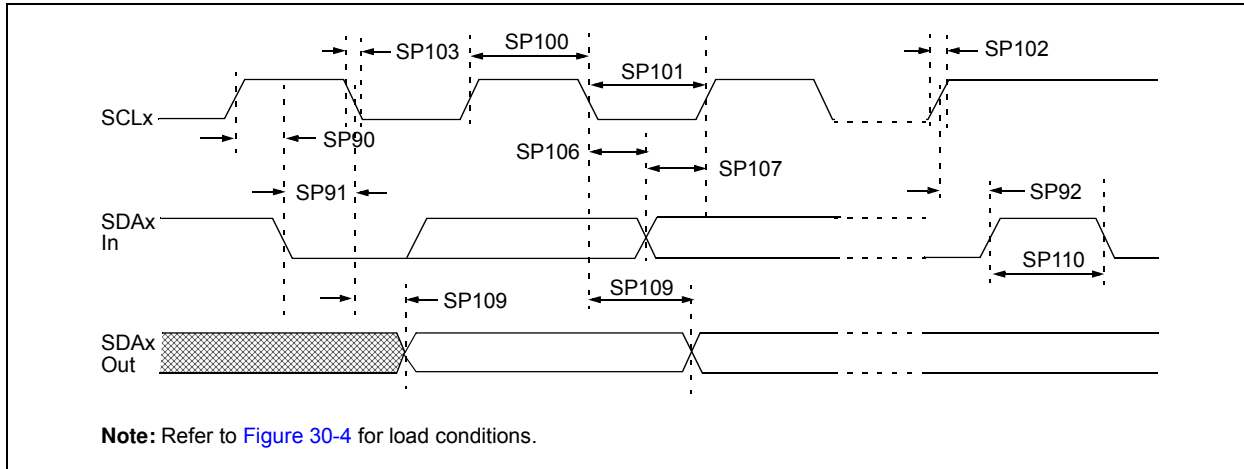 SP103
SP100
SP102
SP101
SCLx
SP90
SP106
SP107
SP91
SP92
SDAx
In
SP110
SP109
SP109
SDAx
Out
Note: Refer to Figure 30-4 for load conditions.